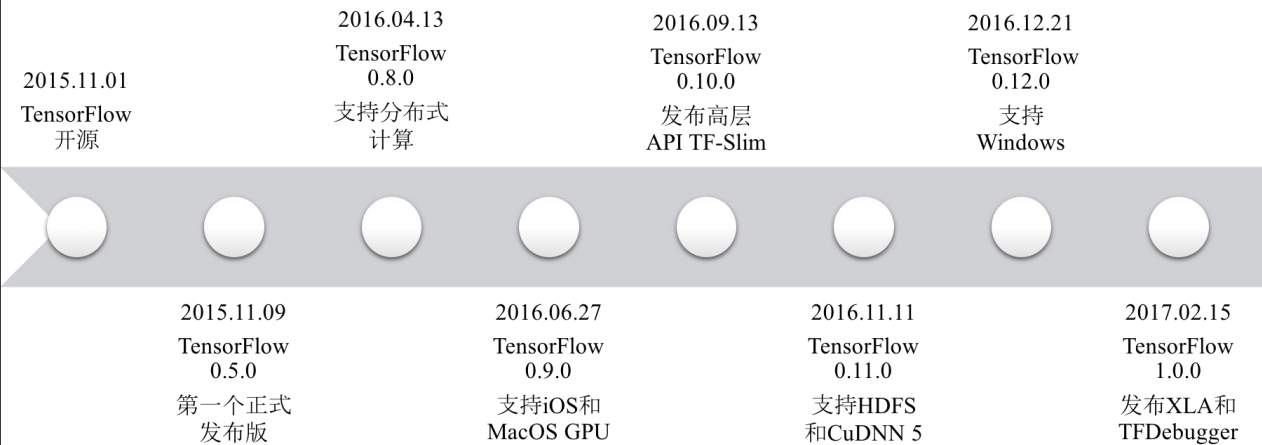 2015.11.01
TensorFlow
开源
2015.11.09
TensorFlow
0.5.0
第一个正式
发布版
2016.04.13
TensorFlow
0.8.0
支持分布式
计算
2016.06.27
TensorFlow
0.9.0
支持iOS和
MacOS GPU
2016.09.13
TensorFlow
0.10.0
发布高层
API TF-Slim
2016.11.11
TensorFlow
0.11.0
支持HDFS
和CuDNN 5
2016.12.21
TensorFlow
0.12.0
支持
Windows
2017.02.15
TensorFlow
1.0.0
发布XLA和
TFDebugger